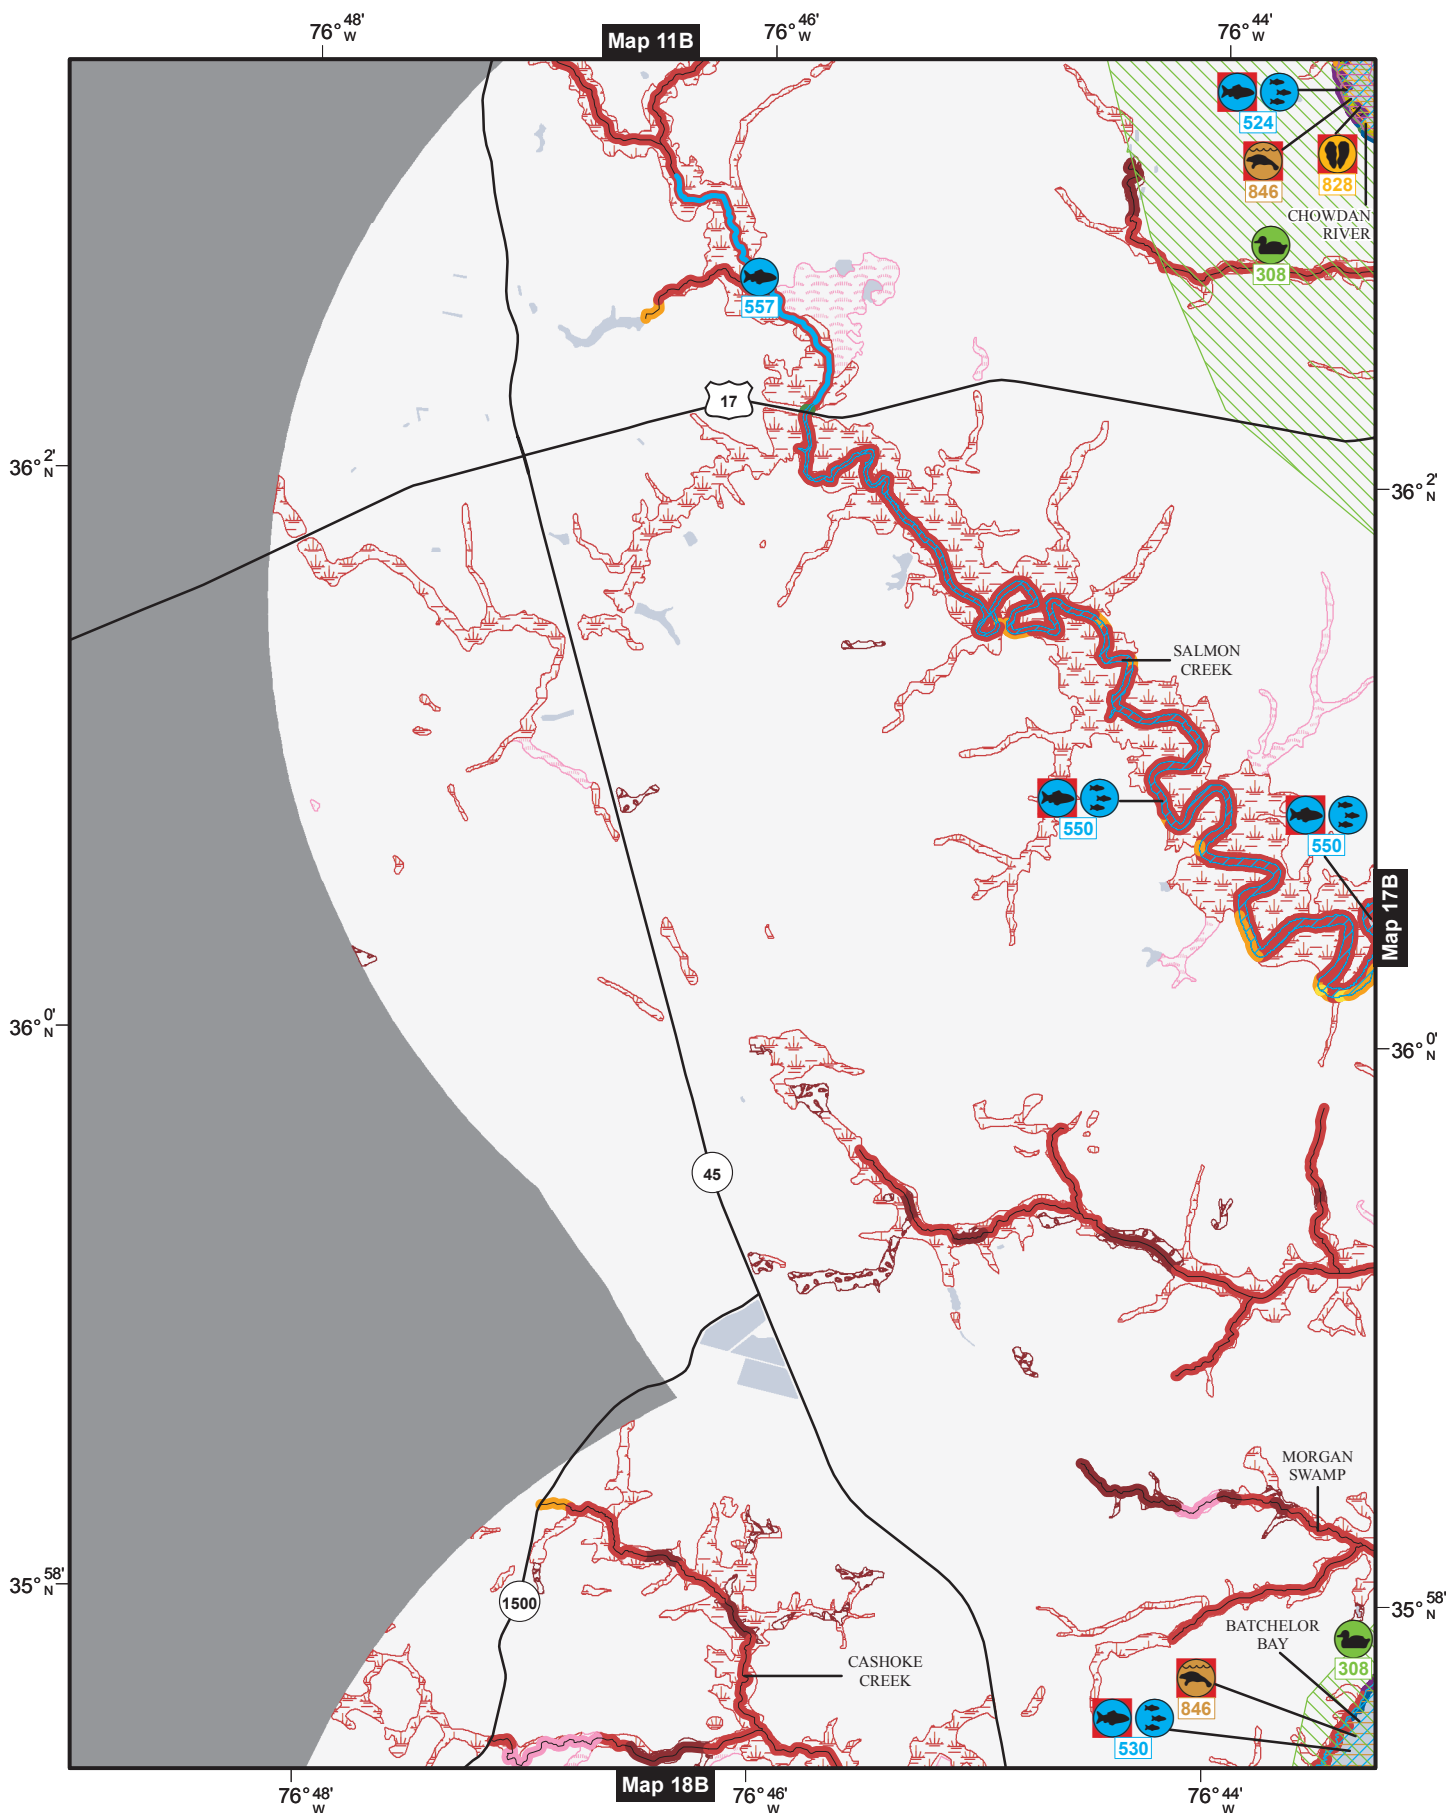 76° 48' W
Map 11B
76° 46' W
76° 44' W
524
846
828
CHOWDAN
RIVER
308
557
17
36° 2' N
36° 2' N
SALMON
CREEK
550
550
Map 17B
36° 0' N
36° 0' N
45
MORGAN
SWAMP
35° 58' N
1500
35° 58' N
BATCHELOR
BAY
308
CASHOKE
CREEK
846
530
76° 48' W
Map 18B
76° 46' W
76° 44' W